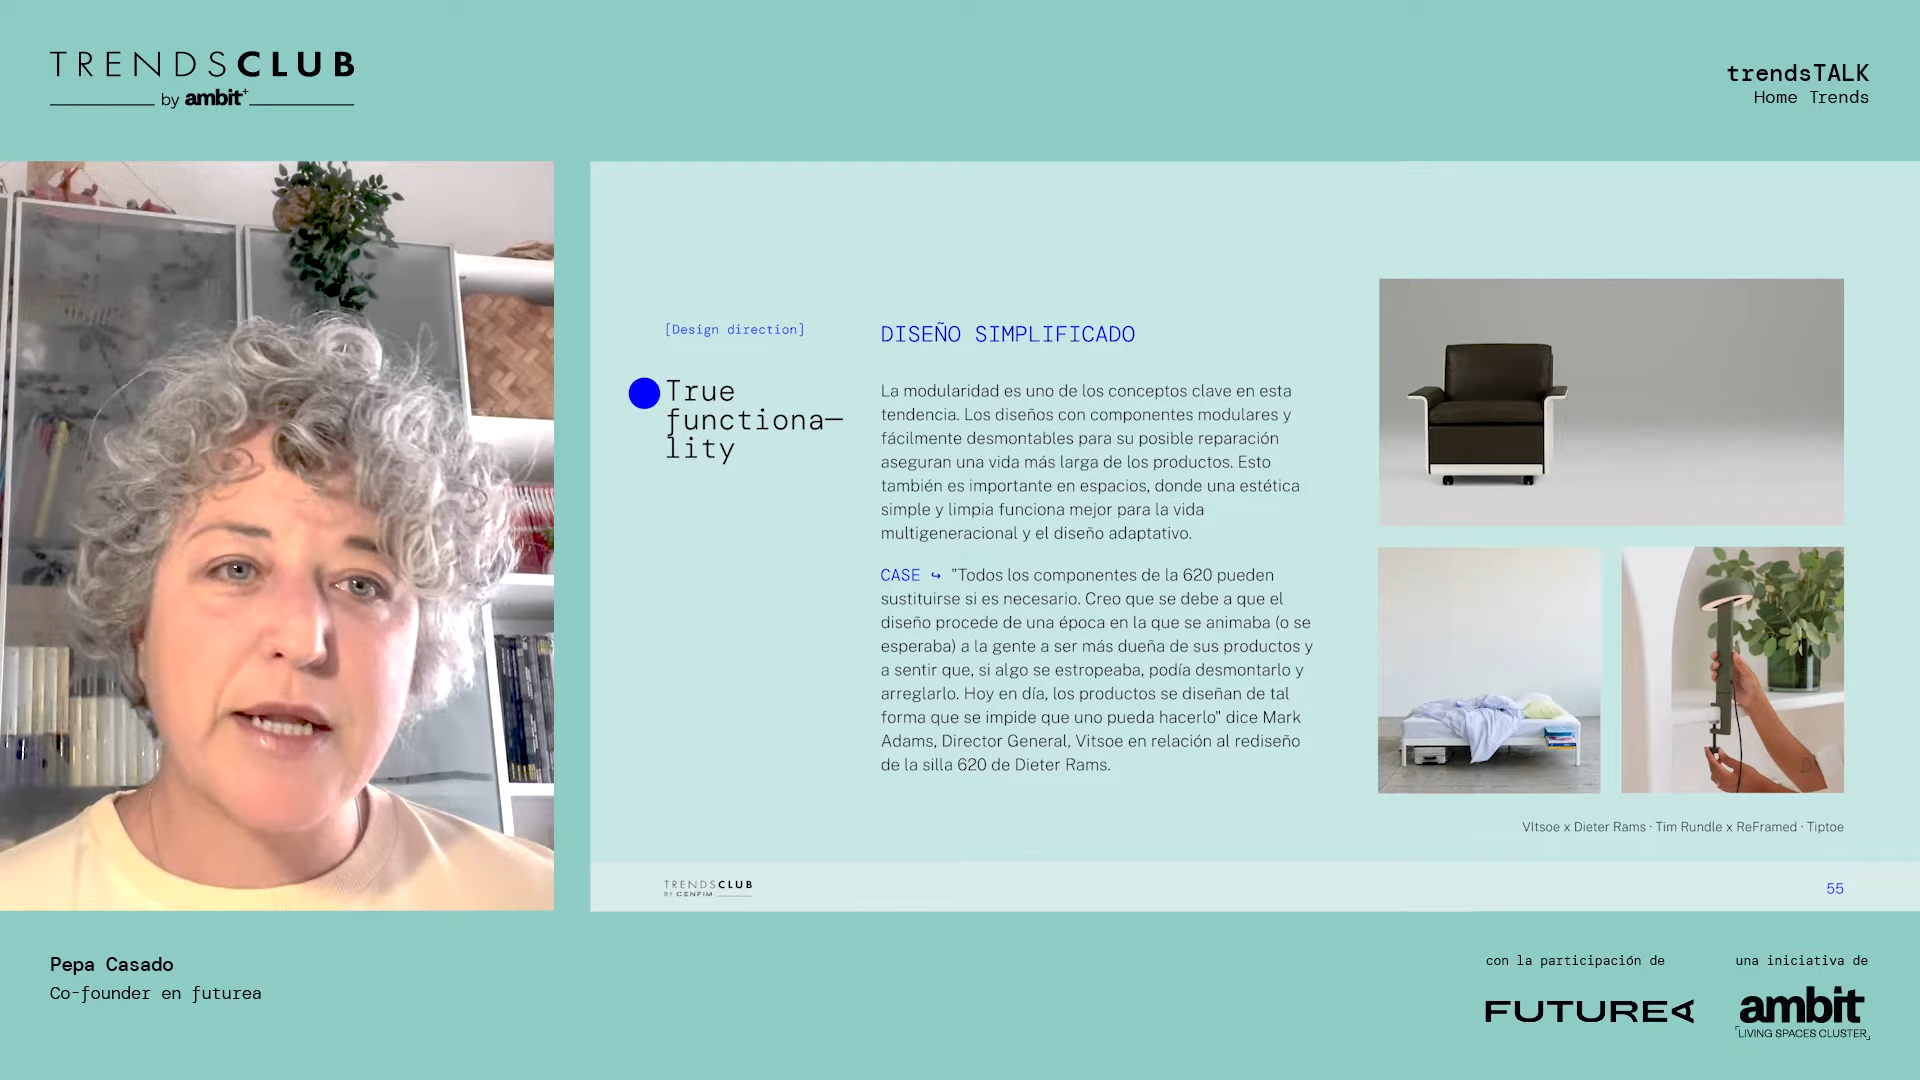 TRENDSCLUB
by ambit+
trendsTALK
Home Trends
[Design direction]
True
functiona—
lity
DISEÑO SIMPLIFICADO
La modularidad es uno de los conceptos clave en esta
tendencia. Los diseños con componentes modulares y
fácilmente desmontables para su posible reparación
aseguran una vida más larga de los productos. Esto
también es importante en espacios, donde una estética
simple y limpia funciona mejor para la vida
multigeneracional y el diseño adaptativo.
CASE ↪ "Todos los componentes de la 620 pueden
sustituirse si es necesario. Creo que se debe a que el
diseño procede de una época en la que se animaba (o se
esperaba) a la gente a ser más dueña de sus productos y
a sentir que, si algo se estropeaba, podía desmontarlo y
arreglarlo. Hoy en día, los productos se diseñan de tal
forma que se impide que uno pueda hacerlo" dice Mark
Adams, Director General, Vitsoe en relación al rediseño
de la silla 620 de Dieter Rams.
VItsoe x Dieter Rams · Tim Rundle x ReFramed · Tiptoe
TRENDSCLUB
BY CENFIM
55
Pepa Casado
Co-founder en futurea
con la participación de
FUTUREA
una iniciativa de
ambit
LIVING SPACES CLUSTER